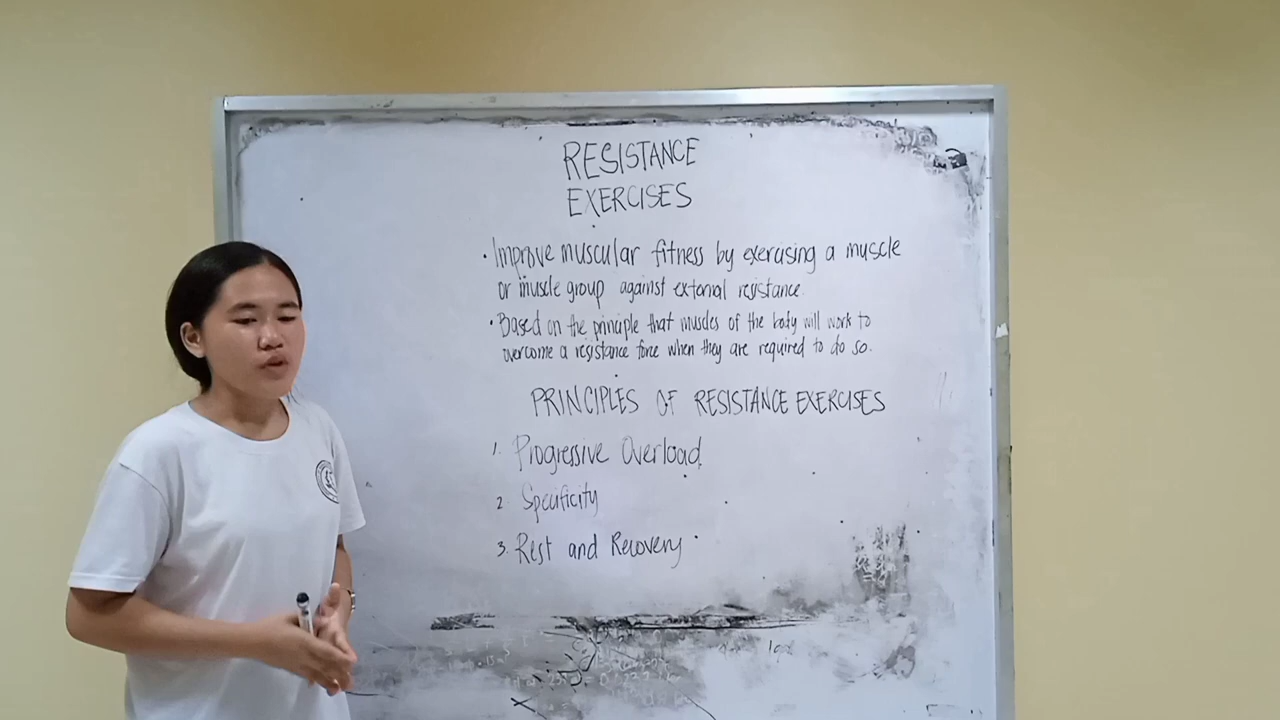 RESISTANCE
EXERCISES
• Improve muscular fitness by exercising a muscle
or muscle group against external resistance.
• Based on the principle that muscles of the body will work to
overcome a resistance force when they are required to do so.
PRINCIPLES OF RESISTANCE EXERCISES
1. Progressive Overload
2. Specificity
3. Rest and Recovery